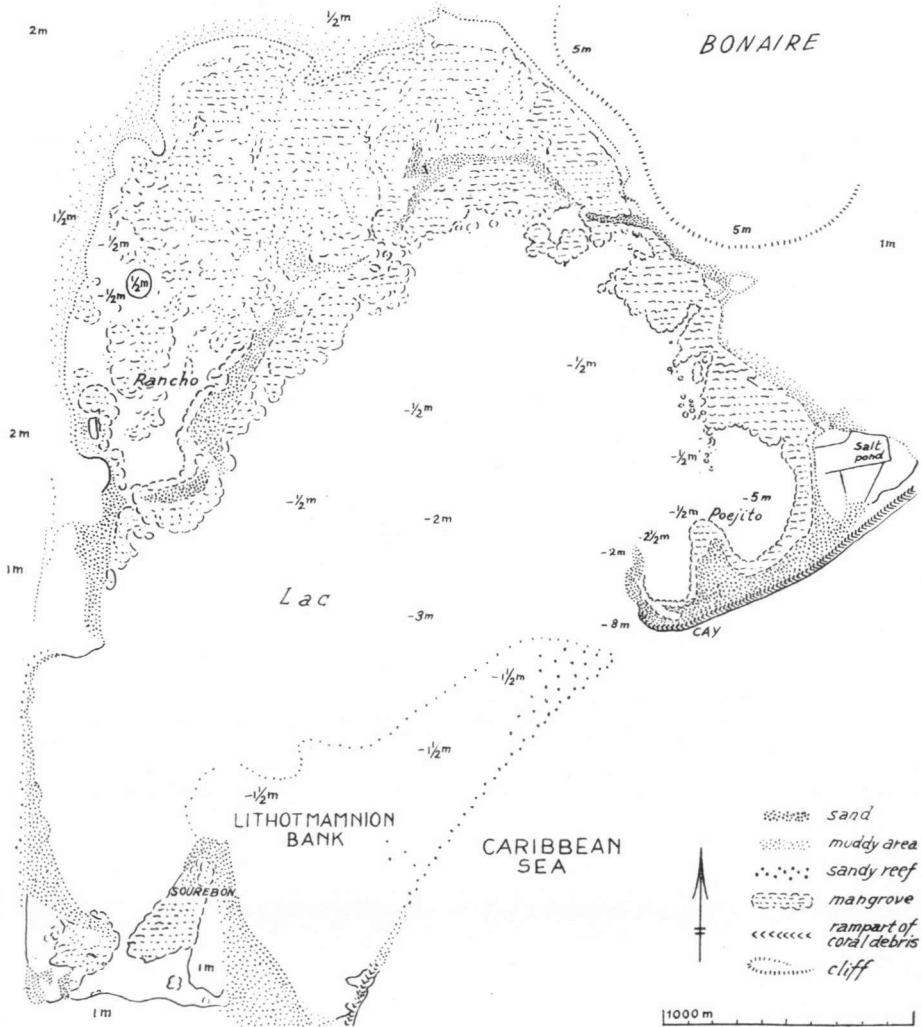 2m
½m
5m
BONAIRE
1½m
-½m
½m
-½m
5m
1m
Rancho
-½m
-½m
2m
Salt
pond
-½m
-5m
-½m
-2m
-½m
Poejito
-2½m
-2m
1m
Lac
-3m
-8m
CAY
-1½m
-1½m
-1½m
LITHOTMAMNION
BANK
CARIBBEAN
SEA
SOUREBON
1m
1m
sand
muddy area
sandy reef
mangrove
rampart of
coral debris
cliff
1000 m